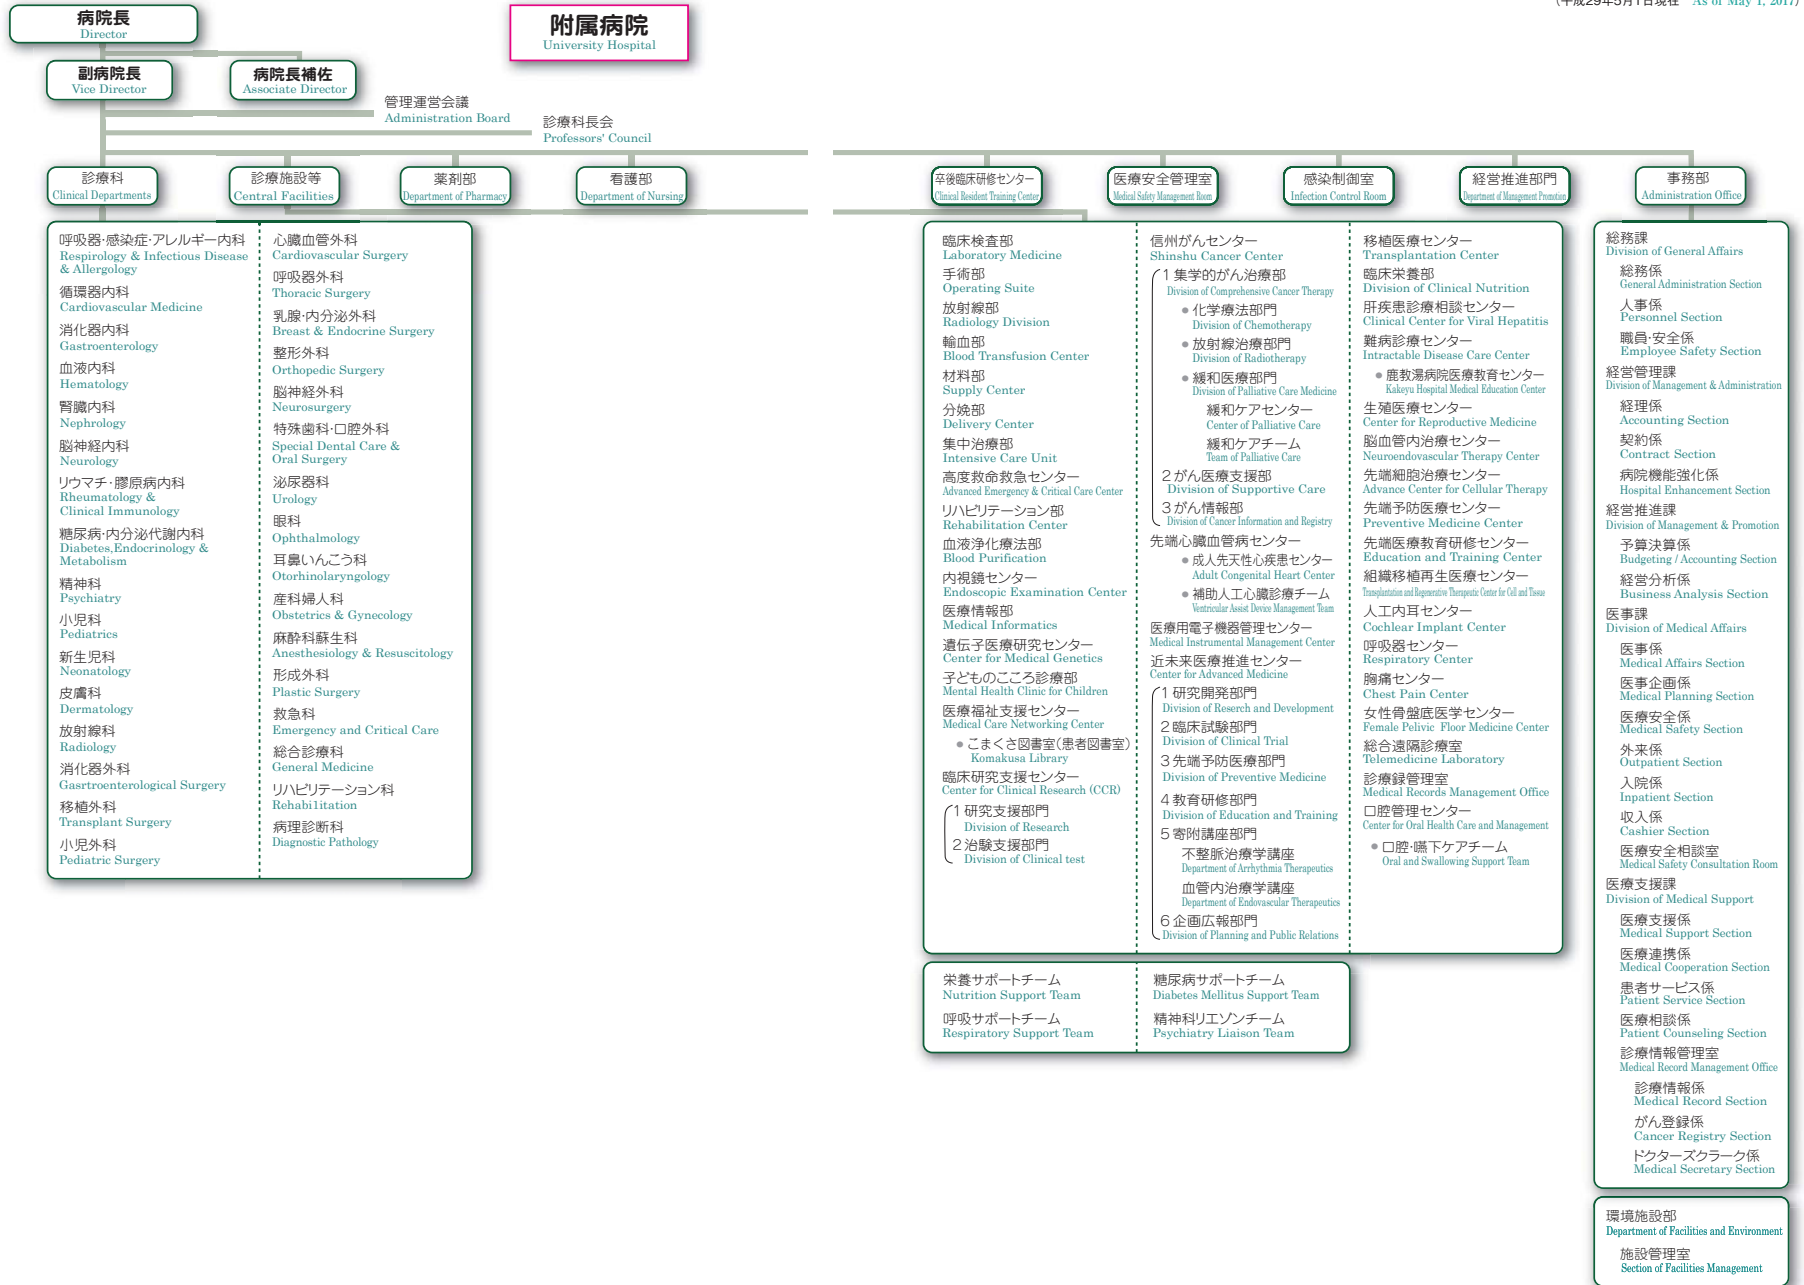 (平成29年5月1日現在 As of May 1, 2017)
病院長
Director
附属病院
University Hospital
副病院長
Vice Director
病院長補佐
Associate Director
管理運営会議
Administration Board
診療科長会
Professors' Council
診療科
Clinical Departments
診療施設等
Central Facilities
薬剤部
Department of Pharmacy
看護部
Department of Nursing
卒後臨床研修センター
Clinical Resident Training Center
医療安全管理室
Medical Safety Management Room
感染制御室
Infection Control Room
経営推進部門
Department of Management Promotion
事務部
Administration Office
呼吸器・感染症・アレルギー内科
Respirology & Infectious Disease
& Allergology
循環器内科
Cardiovascular Medicine
消化器内科
Gastroenterology
血液内科
Hematology
腎臓内科
Nephrology
脳神経内科
Neurology
リウマチ・膠原病内科
Rheumatology &
Clinical Immunology
糖尿病・内分泌代謝内科
Diabetes,Endocrinology &
Metabolism
精神科
Psychiatry
小児科
Pediatrics
新生児科
Neonatology
皮膚科
Dermatology
放射線科
Radiology
消化器外科
Gasrtroenterological Surgery
移植外科
Transplant Surgery
小児外科
Pediatric Surgery
心臓血管外科
Cardiovascular Surgery
呼吸器外科
Thoracic Surgery
乳腺・内分泌外科
Breast & Endocrine Surgery
整形外科
Orthopedic Surgery
脳神経外科
Neurosurgery
特殊歯科・口腔外科
Special Dental Care &
Oral Surgery
泌尿器科
Urology
眼科
Ophthalmology
耳鼻いんこう科
Otorhinolaryngology
産科婦人科
Obstetrics & Gynecology
麻酔科蘇生科
Anesthesiology & Resuscitology
形成外科
Plastic Surgery
救急科
Emergency and Critical Care
総合診療科
General Medicine
リハビリテーション科
Rehabi1itation
病理診断科
Diagnostic Pathology
臨床検査部
Laboratory Medicine
手術部
Operating Suite
放射線部
Radiology Division
輸血部
Blood Transfusion Center
材料部
Supply Center
分娩部
Delivery Center
集中治療部
Intensive Care Unit
高度救命救急センター
Advanced Emergency & Critical Care Center
リハビリテーション部
Rehabilitation Center
血液浄化療法部
Blood Purification
内視鏡センター
Endoscopic Examination Center
医療情報部
Medical Informatics
遺伝子医療研究センター
Center for Medical Genetics
子どものこころ診療部
Mental Health Clinic for Children
医療福祉支援センター
Medical Care Networking Center
● こまくさ図書室(患者図書室)
Komakusa Library
臨床研究支援センター
Center for Clinical Research (CCR)
1 研究支援部門
Division of Research
2 治験支援部門
Division of Clinical test
信州がんセンター
Shinshu Cancer Center
1 集学的がん治療部
Division of Comprehensive Cancer Therapy
● 化学療法部門
Division of Chemotherapy
● 放射線治療部門
Division of Radiotherapy
● 緩和医療部門
Division of Palliative Care Medicine
緩和ケアセンター
Center of Palliative Care
緩和ケアチーム
Team of Palliative Care
2 がん医療支援部
Division of Supportive Care
3 がん情報部
Division of Cancer Information and Registry
先端心臓血管病センター
● 成人先天性心疾患センター
Adult Congenital Heart Center
● 補助人工心臓診療チーム
Ventricular Assist Device Management Team
医療用電子機器管理センター
Medical Instrumental Management Center
近未来医療推進センター
Center for Advanced Medicine
1 研究開発部門
Division of Reserch and Development
2 臨床試験部門
Division of Clinical Trial
3 先端予防医療部門
Division of Preventive Medicine
4 教育研修部門
Division of Education and Training
5 寄附講座部門
不整脈治療学講座
Department of Arrhythmia Therapeutics
血管内治療学講座
Department of Endovascular Therapeutics
6 企画広報部門
Division of Planning and Public Relations
移植医療センター
Transplantation Center
臨床栄養部
Division of Clinical Nutrition
肝疾患診療相談センター
Clinical Center for Viral Hepatitis
難病診療センター
Intractable Disease Care Center
● 鹿教湯病院医療教育センター
Kakeyu Hospital Medical Education Center
生殖医療センター
Center for Reproductive Medicine
脳血管内治療センター
Neuroendovascular Therapy Center
先端細胞治療センター
Advance Center for Cellular Therapy
先端予防医療センター
Preventive Medicine Center
先端医療教育研修センター
Education and Training Center
組織移植再生医療センター
Transplantation and Regenerative Therapeutic Center for Cell and Tissue
人工内耳センター
Cochlear Implant Center
呼吸器センター
Respiratory Center
胸痛センター
Chest Pain Center
女性骨盤底医学センター
Female Pelivic Floor Medicine Center
総合遠隔診療室
Telemedicine Laboratory
診療録管理室
Medical Records Management Office
口腔管理センター
Center for Oral Health Care and Management
● 口腔・嚥下ケアチーム
Oral and Swallowing Support Team
栄養サポートチーム
Nutrition Support Team
呼吸サポートチーム
Respiratory Support Team
糖尿病サポートチーム
Diabetes Mellitus Support Team
精神科リエゾンチーム
Psychiatry Liaison Team
総務課
Division of General Affairs
総務係
General Administration Section
人事係
Personnel Section
職員・安全係
Employee Safety Section
経営管理課
Division of Management & Administration
経理係
Accounting Section
契約係
Contract Section
病院機能強化係
Hospital Enhancement Section
経営推進課
Division of Management & Promotion
予算決算係
Budgeting / Accounting Section
経営分析係
Business Analysis Section
医事課
Division of Medical Affairs
医事係
Medical Affairs Section
医事企画係
Medical Planning Section
医療安全係
Medical Safety Section
外来係
Outpatient Section
入院係
Inpatient Section
収入係
Cashier Section
医療安全相談室
Medical Safety Consultation Room
医療支援課
Division of Medical Support
医療支援係
Medical Support Section
医療連携係
Medical Cooperation Section
患者サービス係
Patient Service Section
医療相談係
Patient Counseling Section
診療情報管理室
Medical Record Management Office
診療情報係
Medical Record Section
がん登録係
Cancer Registry Section
ドクターズクラーク係
Medical Secretary Section
環境施設部
Department of Facilities and Environment
施設管理室
Section of Facilities Management